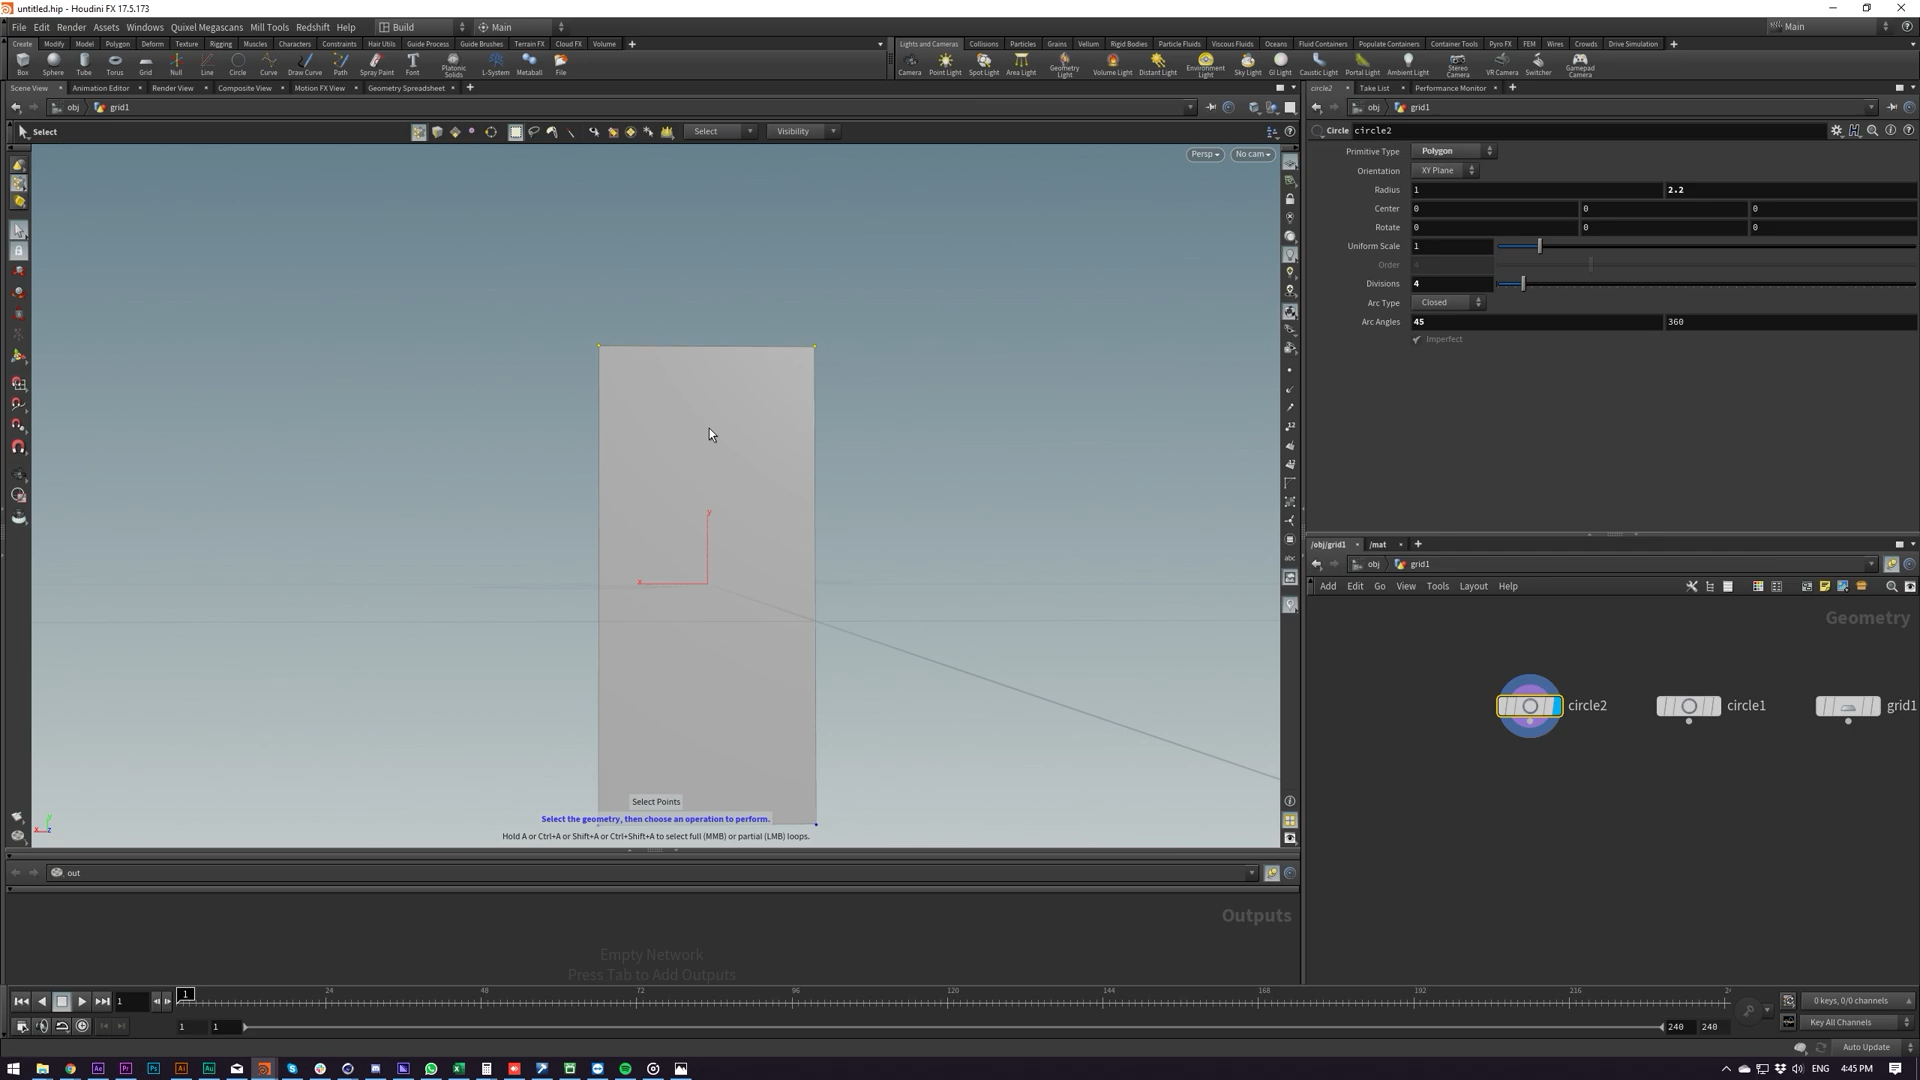 untitled.hip - Houdini FX 17.5.173
File Edit Render Assets Windows Quixel Megascans Mill Tools Redshift Help Build Main Main
Create Modify Model Polygon Deform Texture Rigging Muscles Characters Constraints Hair Utils Guide Process Guide Brushes Terrain FX Cloud FX Volume
Lights and Cameras Collisions Particles Grains Vellum Rigid Bodies Particle Fluids Viscous Fluids Oceans Fluid Containers Populate Containers Container Tools Pyro FX FEM Wires Crowds Drive Simulation
Box Sphere Tube Torus Grid Null Line Circle Curve Draw Curve Path Spray Paint Font Platonic Solids L-System Metaball File
Camera Point Light Spot Light Area Light Geometry Light Volume Light Distant Light Environment Light Sky Light GI Light Caustic Light Portal Light Ambient Light Stereo Camera VR Camera Switcher Gamepad Camera
Scene View Animation Editor Render View Composite View Motion FX View Geometry Spreadsheet
circle2 Take List Performance Monitor
obj grid1
obj grid1
Select Select Visibility
Circle circle2
Persp No cam
Primitive Type Polygon
Orientation XY Plane
Radius 1 2.2
Center 0 0 0
Rotate 0 0 0
Uniform Scale 1
Order 4
Divisions 4
Arc Type Closed
Arc Angles 45 360
Imperfect
12
abc
y
x
Select Points
Select the geometry, then choose an operation to perform.
Hold A or Ctrl+A or Shift+A or Ctrl+Shift+A to select full (MMB) or partial (LMB) loops.
y
x z
/obj/grid1 /mat
obj grid1
Add Edit Go View Tools Layout Help
Geometry
circle2 circle1 grid1
out
Outputs
Empty Network
Press Tab to Add Outputs
1 1 24 48 72 96 120 144 168 192 216 24
0 keys, 0/0 channels
1 1 240 240 Key All Channels
Auto Update
Ae Pr Ps Ai Au
ENG 4:45 PM